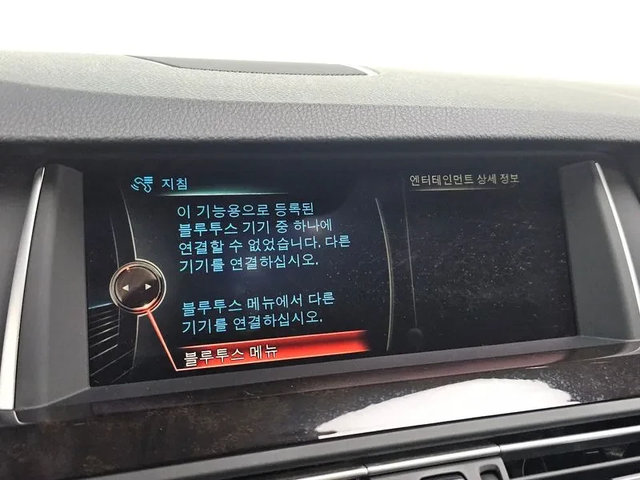 지침
엔터테인먼트 상세 정보
이 기능용으로 등록된
블루투스 기기 중 하나에
연결할 수 없었습니다. 다른
기기를 연결하십시오.
블루투스 메뉴에서 다른
기기를 연결하십시오.
블루투스 메뉴